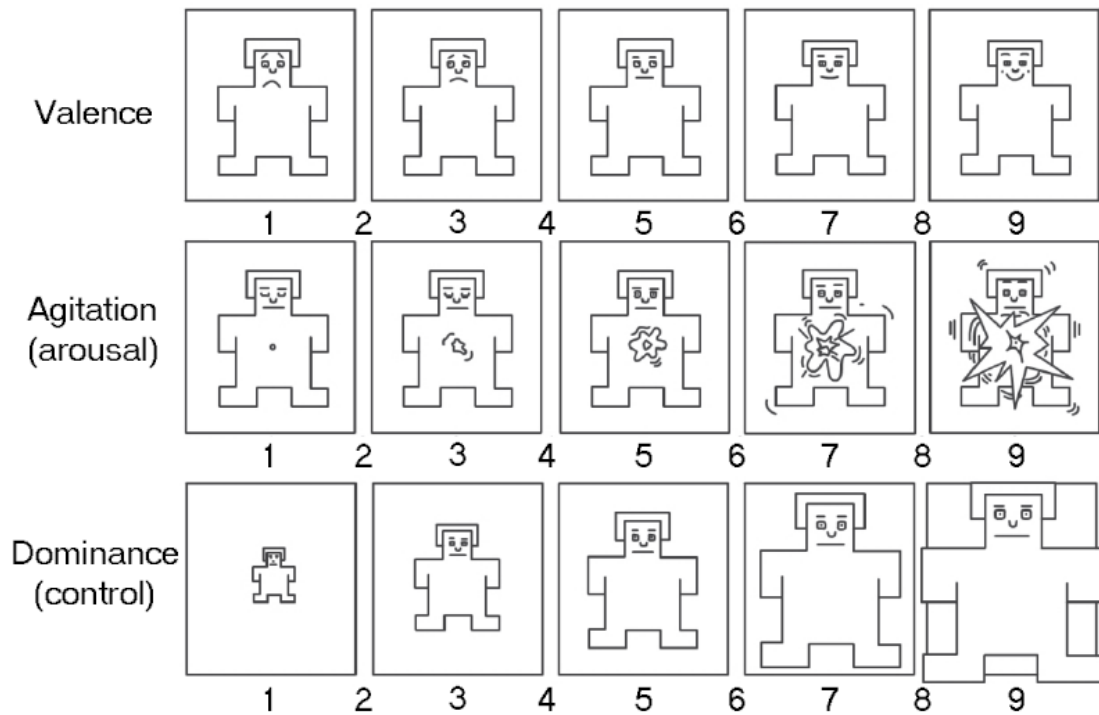 Valence
1 2 3 4 5 6 7 8 9
Agitation
(arousal)
1 2 3 4 5 6 7 8 9
Dominance
(control)
1 2 3 4 5 6 7 8 9